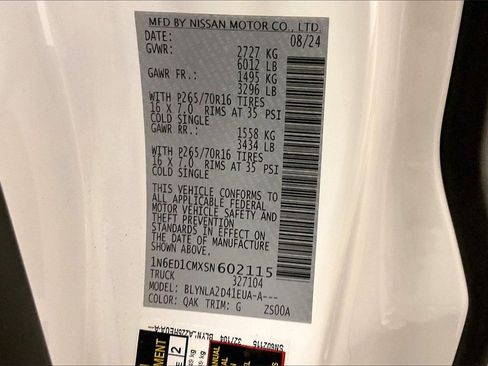 MFD BY NISSAN MOTOR CO., LTD.
DATE: 08/24
GVWR: 2727 KG
6012 LB
GAWR FR.: 1495 KG
3296 LB
WITH P265/70R16 TIRES
16 X 7.0 RIMS AT 35 PSI
COLD SINGLE
GAWR RR.: 1558 KG
3434 LB
WITH P265/70R16 TIRES
16 X 7.0 RIMS AT 35 PSI
COLD SINGLE
THIS VEHICLE CONFORMS TO
ALL APPLICABLE FEDERAL
MOTOR VEHICLE SAFETY AND
THEFT PREVENTION
STANDARDS IN EFFECT ON
THE DATE OF MANUFACTURE
SHOWN ABOVE.
1N6ED1CMXSN602115
TRUCK 327104
MODEL: BLYNLA2D41EUA-A---
COLOR: QAK TRIM: G ZS00A
SN602115
327104
MENT
2